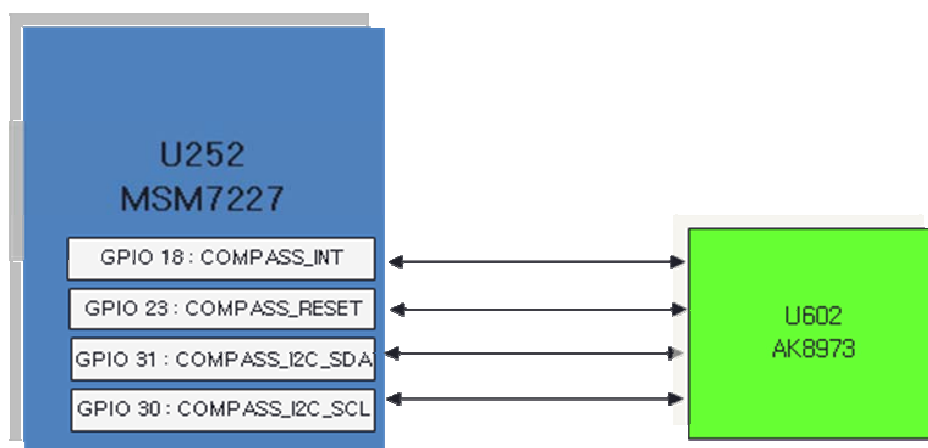 U252
MSM7227
GPIO 18 : COMPASS_INT
GPIO 23 : COMPASS_RESET
GPIO 31 : COMPASS_I2C_SDA
GPIO 30 : COMPASS_I2C_SCL
U602
AK8973